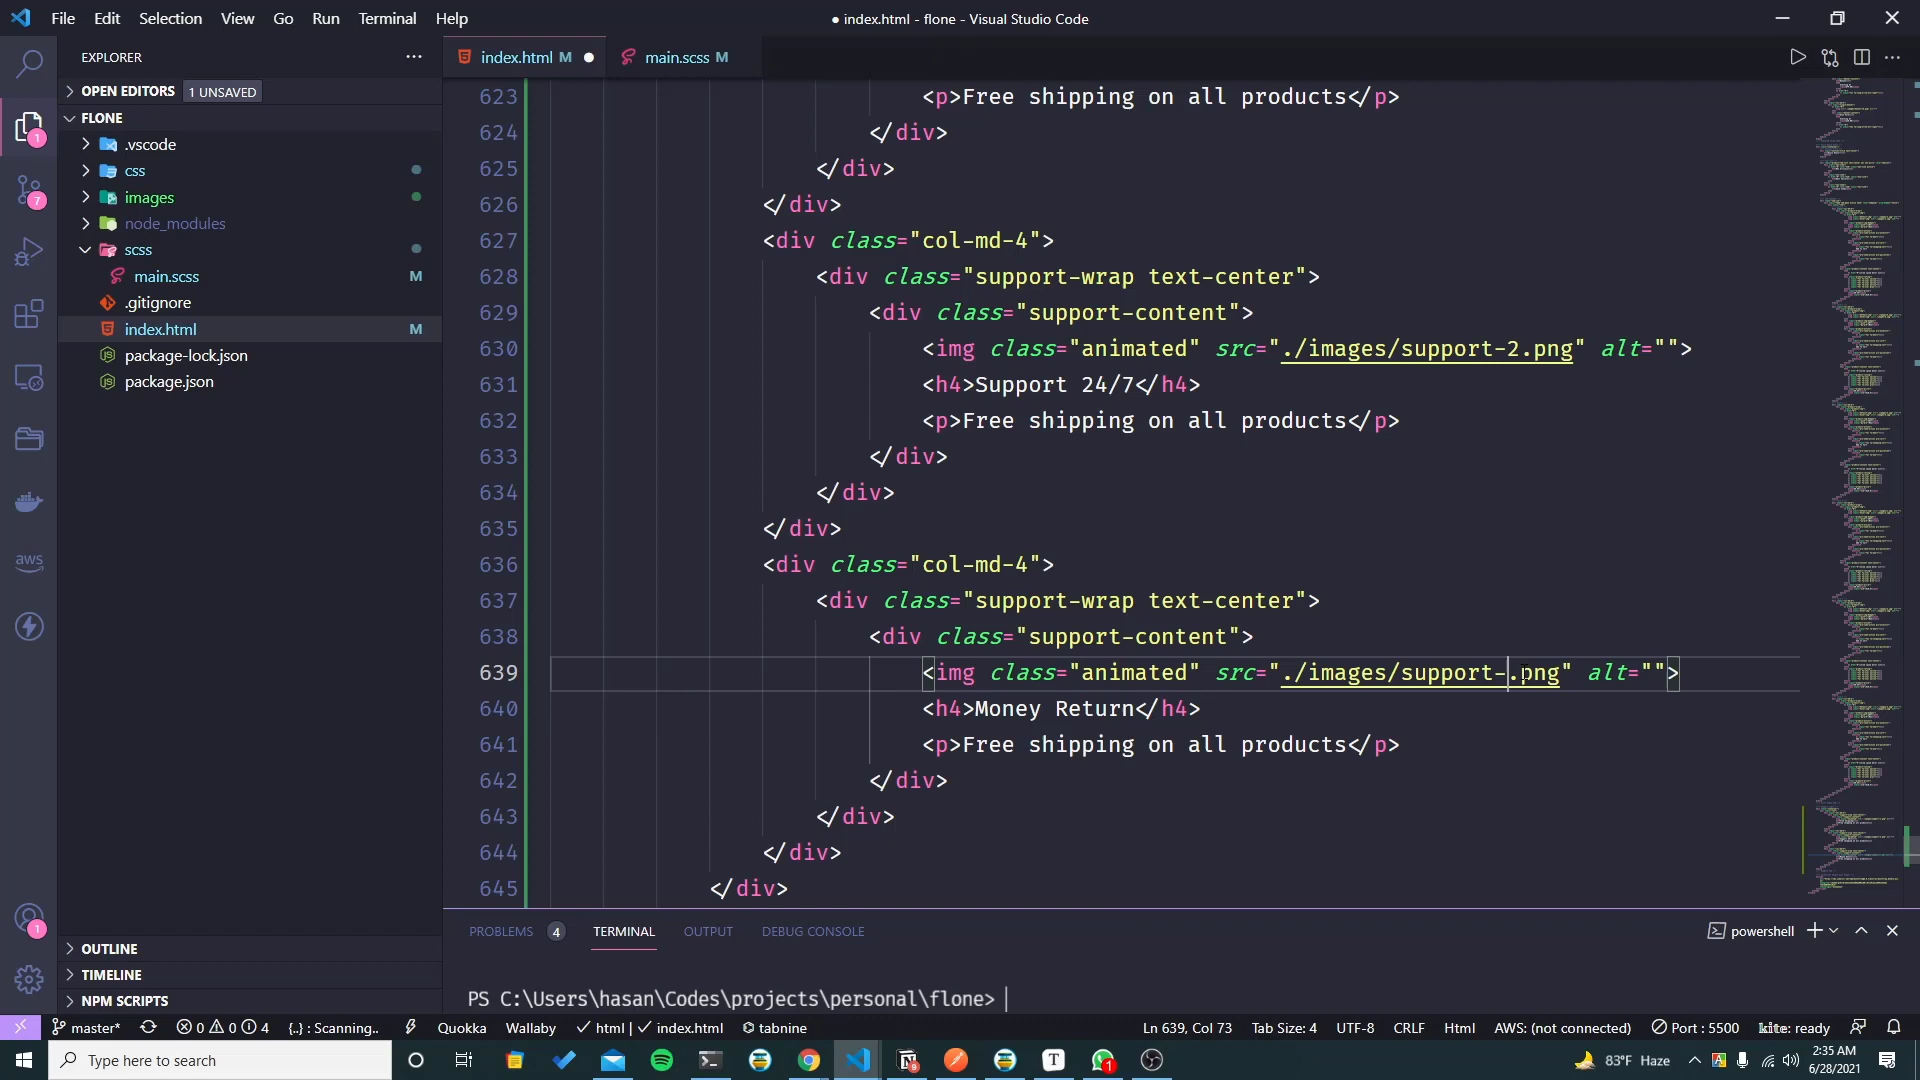 File Edit Selection View Go Run Terminal Help
● index.html - flone - Visual Studio Code
EXPLORER
OPEN EDITORS 1 UNSAVED
FLONE
.vscode
css
images
node_modules
scss
main.scss M
.gitignore
index.html M
package-lock.json
package.json
OUTLINE
TIMELINE
NPM SCRIPTS
1
7
aws
1
index.html M
main.scss M
623 <p>Free shipping on all products</p>
624 </div>
625 </div>
626 </div>
627 <div class="col-md-4">
628 <div class="support-wrap text-center">
629 <div class="support-content">
630 <img class="animated" src="./images/support-2.png" alt="">
631 <h4>Support 24/7</h4>
632 <p>Free shipping on all products</p>
633 </div>
634 </div>
635 </div>
636 <div class="col-md-4">
637 <div class="support-wrap text-center">
638 <div class="support-content">
639 <img class="animated" src="./images/support-.png" alt="">
640 <h4>Money Return</h4>
641 <p>Free shipping on all products</p>
642 </div>
643 </div>
644 </div>
645 </div>
PROBLEMS 4 TERMINAL OUTPUT DEBUG CONSOLE
powershell
PS C:\Users\hasan\Codes\projects\personal\flone>
master* 0 0 4 {..} : Scanning.. Quokka Wallaby html | index.html tabnine
Ln 639, Col 73 Tab Size: 4 UTF-8 CRLF Html AWS: (not connected) Port : 5500 kite: ready
Type here to search
83°F Haze
2:35 AM
6/28/2021